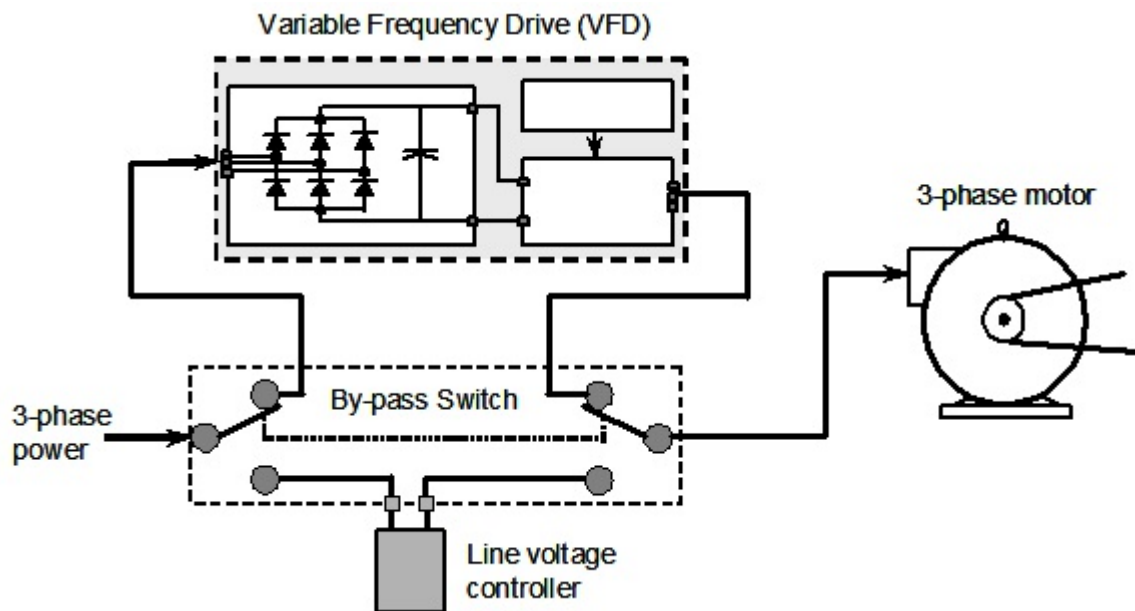 Variable Frequency Drive (VFD)
3-phase motor
By-pass Switch
3-phase
power
Line voltage
controller